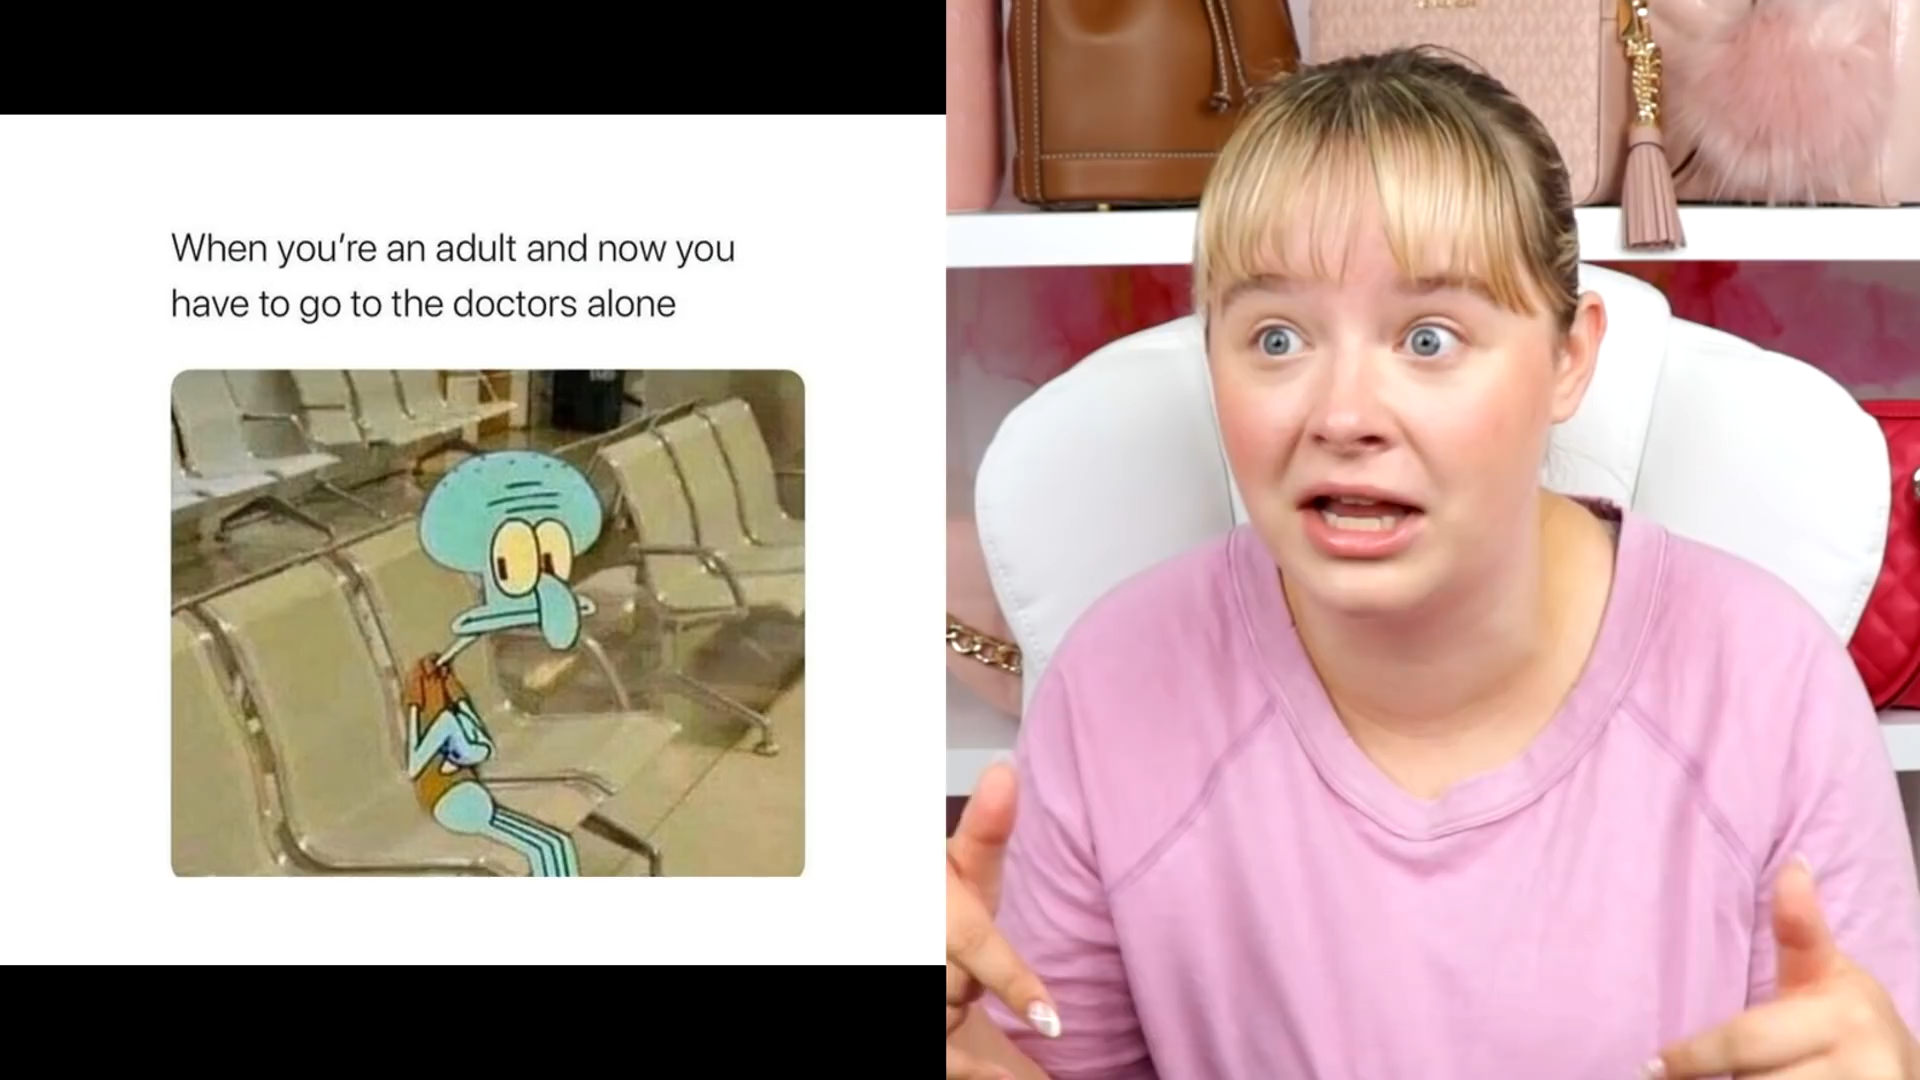 When you’re an adult and now you
have to go to the doctors alone